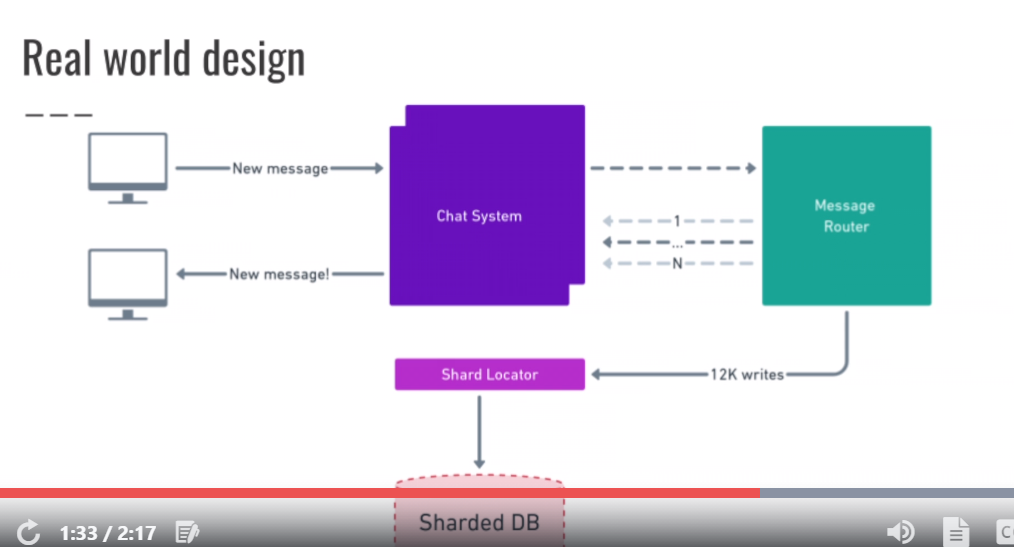 Real world design
New message
Chat System
Message
Router
1
...
N
New message!
Shard Locator
12K writes
Sharded DB
1:33 / 2:17